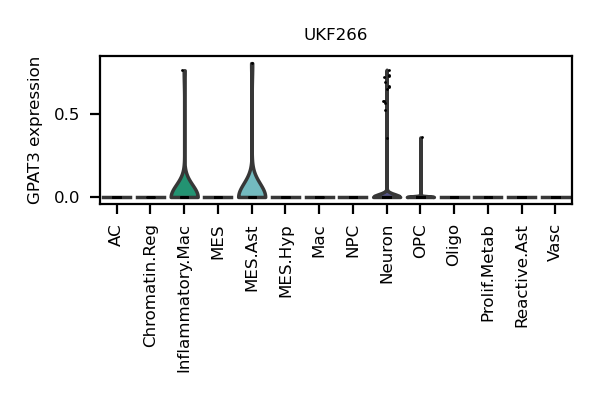 UKF266
GPAT3 expression
0.5
0.0
AC
Chromatin.Reg
Inflammatory.Mac
MES
MES.Ast
MES.Hyp
Mac
NPC
Neuron
OPC
Oligo
Prolif.Metab
Reactive.Ast
Vasc